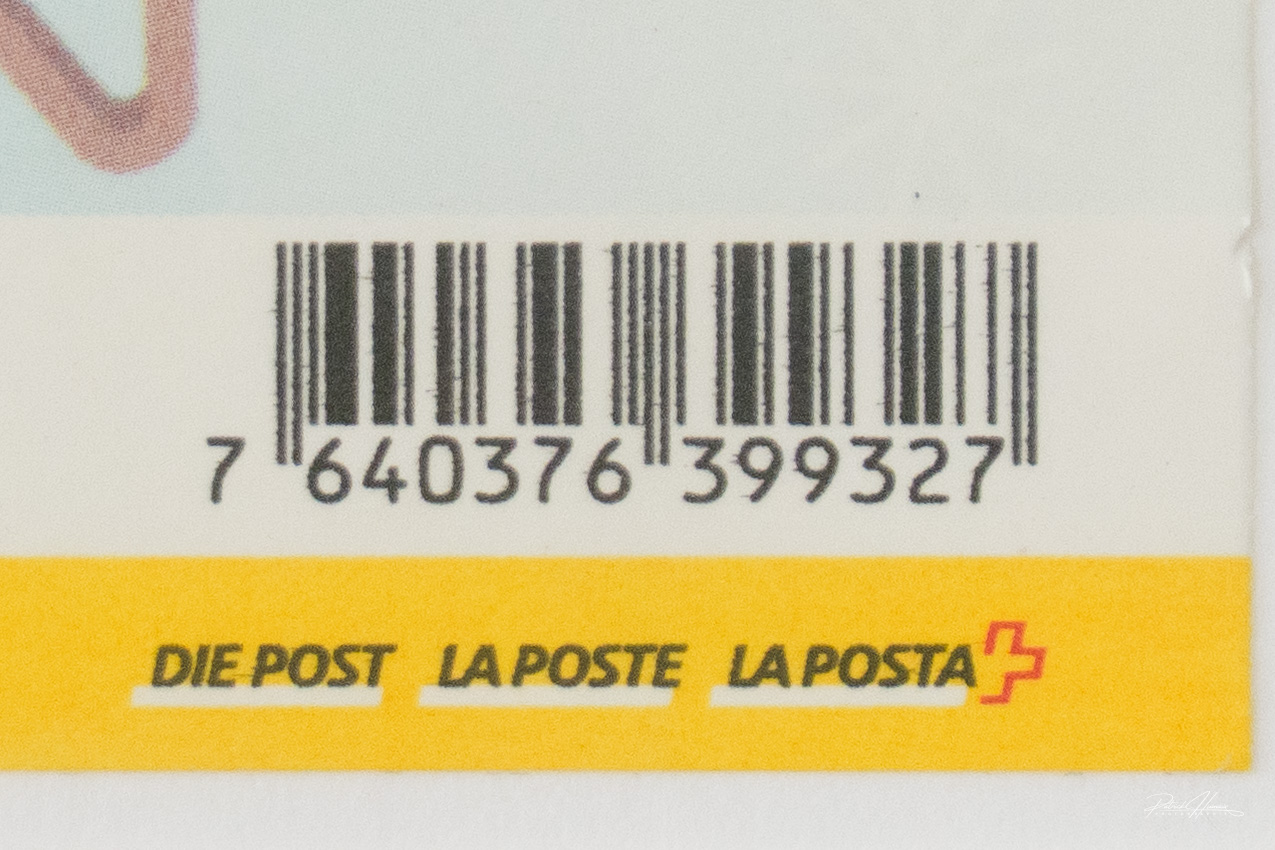 7 640376 399327
DIE POST LA POSTE LA POSTA